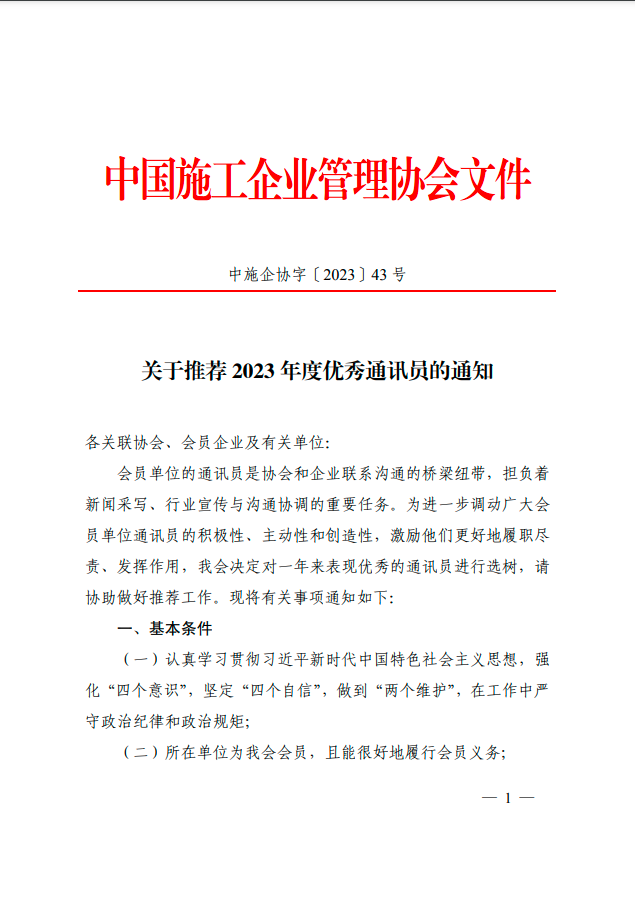 中国施工企业管理协会文件
中施企协字〔2023〕43 号
关于推荐 2023 年度优秀通讯员的通知
各关联协会、会员企业及有关单位：
会员单位的通讯员是协会和企业联系沟通的桥梁纽带，担负着
新闻采写、行业宣传与沟通协调的重要任务。为进一步调动广大会
员单位通讯员的积极性、主动性和创造性，激励他们更好地履职尽
责、发挥作用，我会决定对一年来表现优秀的通讯员进行选树，请
协助做好推荐工作。现将有关事项通知如下：
一、基本条件
（一）认真学习贯彻习近平新时代中国特色社会主义思想，强
化“四个意识”，坚定“四个自信”，做到“两个维护”，在工作中严
守政治纪律和政治规矩；
（二）所在单位为我会会员，且能很好地履行会员义务；
— 1 —